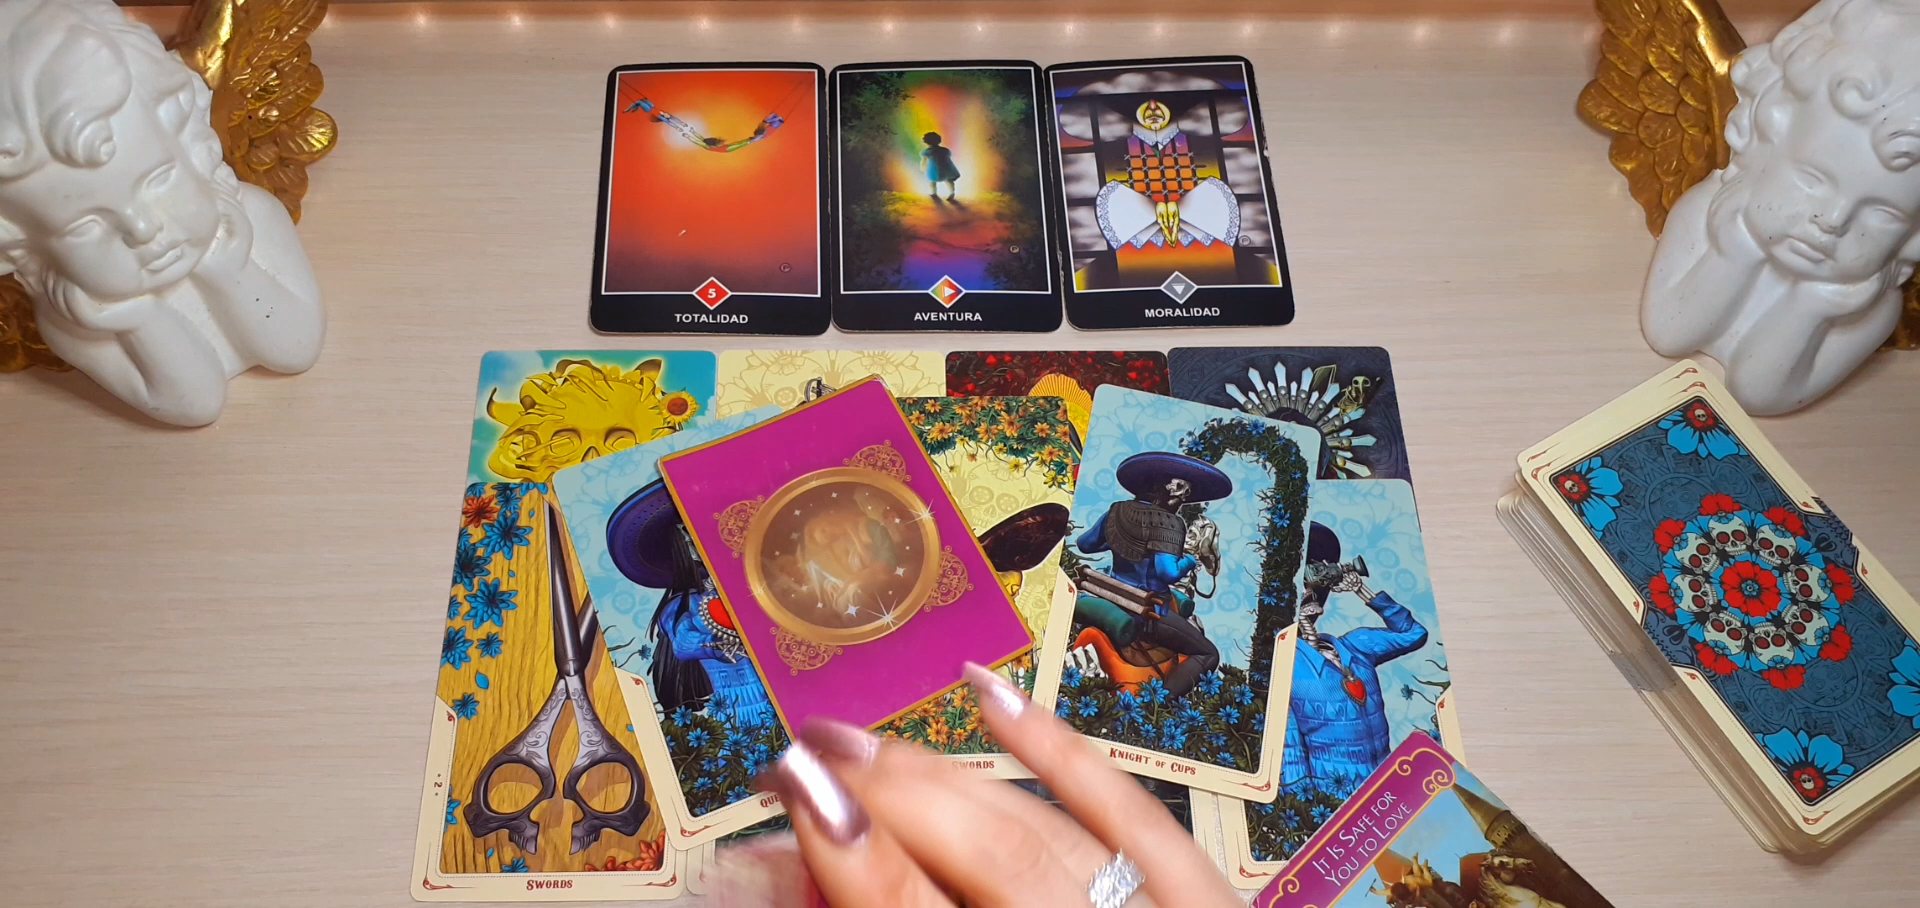 5
TOTALIDAD
AVENTURA
MORALIDAD
KNIGHT OF CUPS
SWORDS
2
SWORDS
IT IS SAFE FOR
YOU TO LOVE